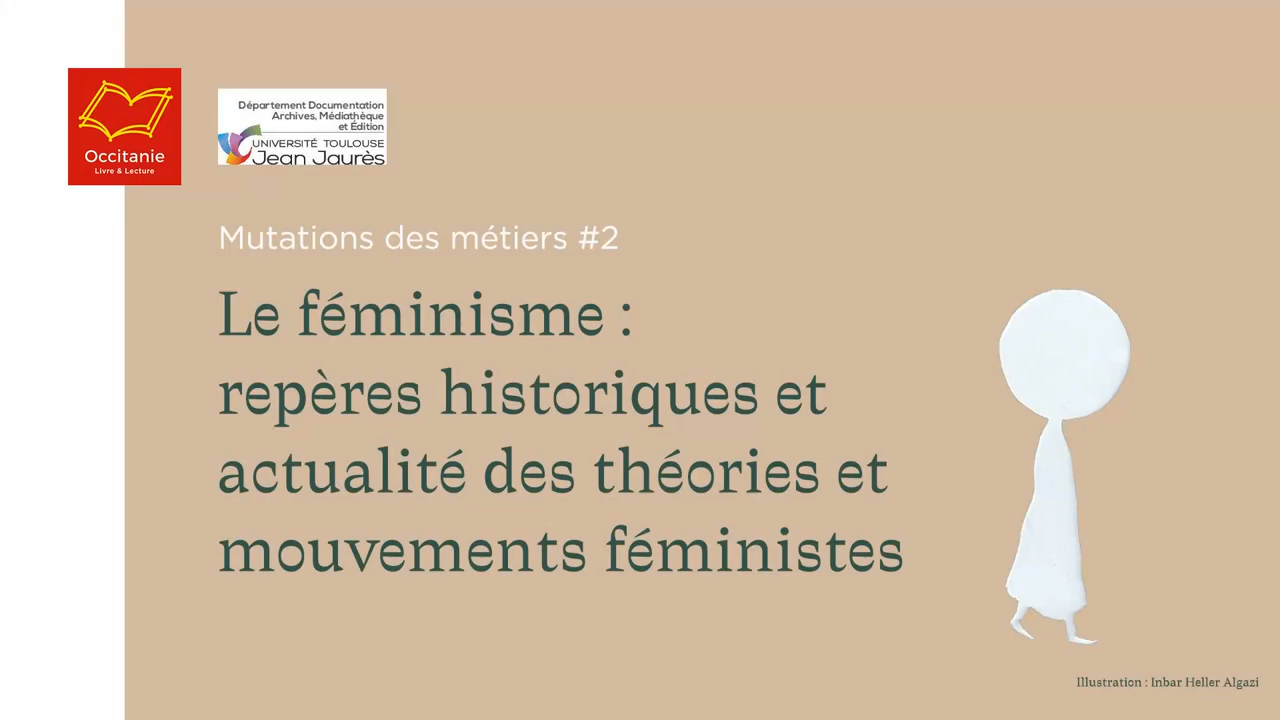 Occitanie
Livre & Lecture
Département Documentation
Archives, Médiathèque
et Édition
UNIVERSITÉ TOULOUSE
Jean Jaurès
Mutations des métiers #2
Le féminisme :
repères historiques et
actualité des théories et
mouvements féministes
Illustration : Inbar Heller Algazi